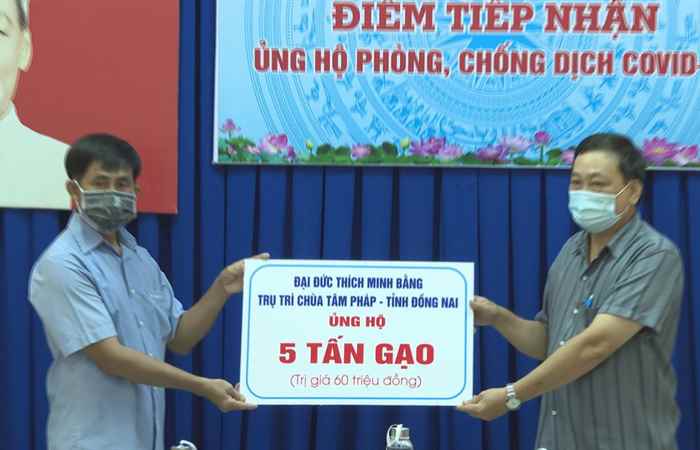 ĐIỂM TIẾP NHẬN
ỦNG HỘ PHÒNG, CHỐNG DỊCH COVID-
ĐẠI ĐỨC THÍCH MINH BẰNG
TRỤ TRÌ CHÙA TÂM PHÁP - TỈNH ĐỒNG NAI
ỦNG HỘ
5 TẤN GẠO
(Trị giá 60 triệu đồng)